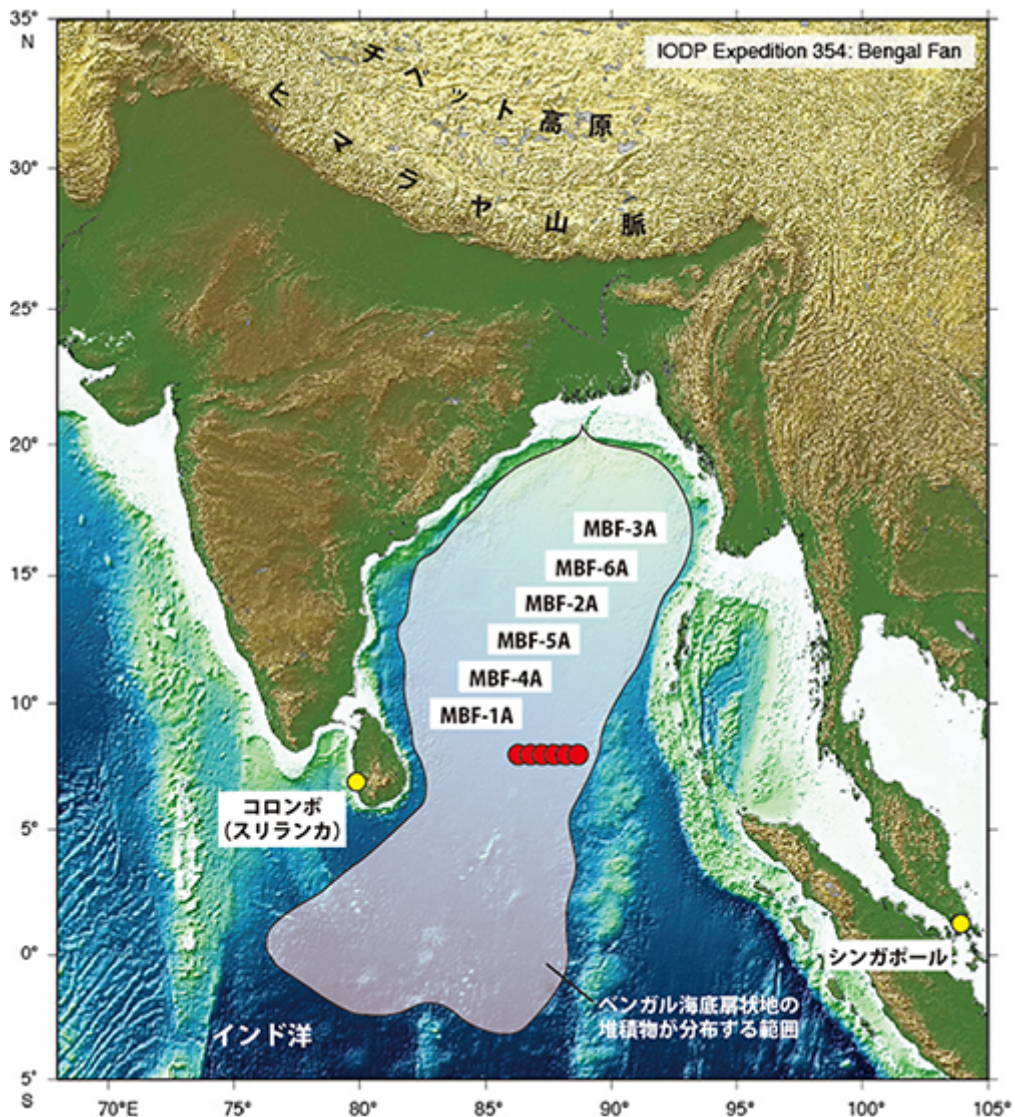 35°
N
IODP Expedition 354: Bengal Fan
チベット高原
ヒマラヤ山脈
30°
25°
20°
MBF-3A
MBF-6A
15°
MBF-2A
MBF-5A
MBF-4A
10°
MBF-1A
コロンボ
(スリランカ)
5°
シンガポール
0°
ベンガル海底扇状地の
堆積物が分布する範囲
インド洋
5°
S
70°E
75°
80°
85°
90°
95°
100°
105°